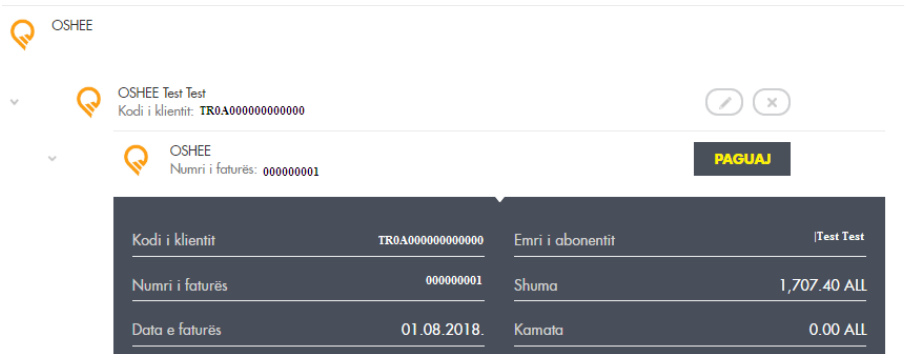 OSHEE
OSHEE Test Test
Kodi i klientit: TR0A000000000000
OSHEE
Numri i faturës: 000000001
PAGUAJ
Kodi i klientit TR0A000000000000 Emri i abonentit |Test Test
Numri i faturës 000000001 Shuma 1,707.40 ALL
Data e faturës 01.08.2018. Kamata 0.00 ALL